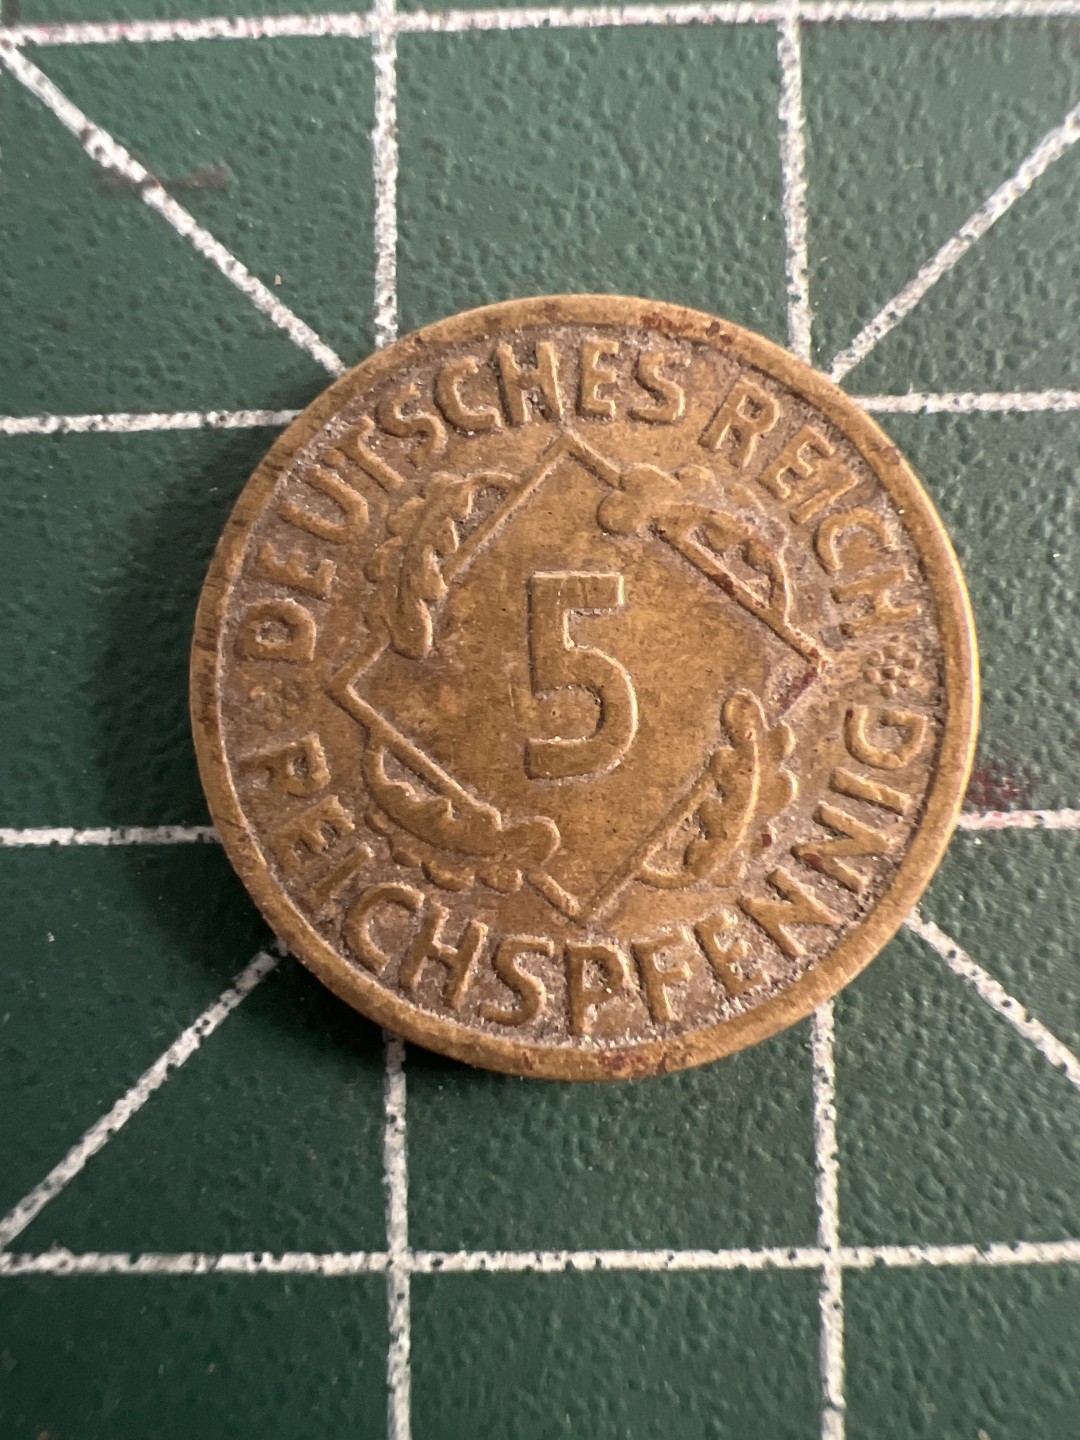 DEUTSCHES REICH
5
REICHSPFENNIG